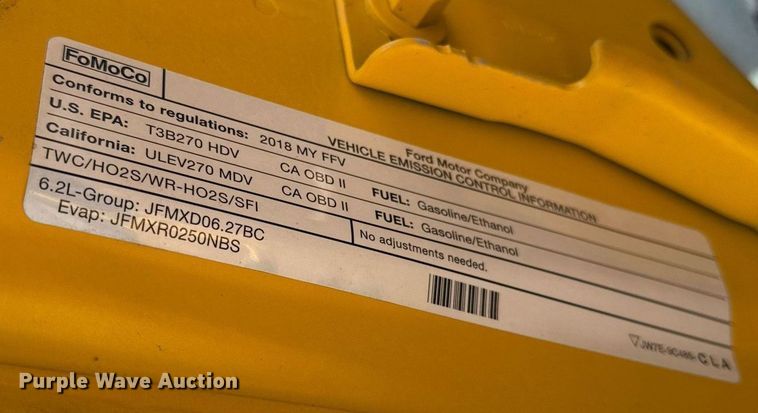 FoMoCo
Ford Motor Company
VEHICLE EMISSION CONTROL INFORMATION
Conforms to regulations: 2018 MY FFV
U.S. EPA: T3B270 HDV CA OBD II FUEL: Gasoline/Ethanol
California: ULEV270 MDV CA OBD II FUEL: Gasoline/Ethanol
TWC/HO2S/WR-HO2S/SFI
No adjustments needed.
6.2L-Group: JFMXD06.27BC
Evap: JFMXR0250NBS
JW7E-9C485- CLA
Purple Wave Auction